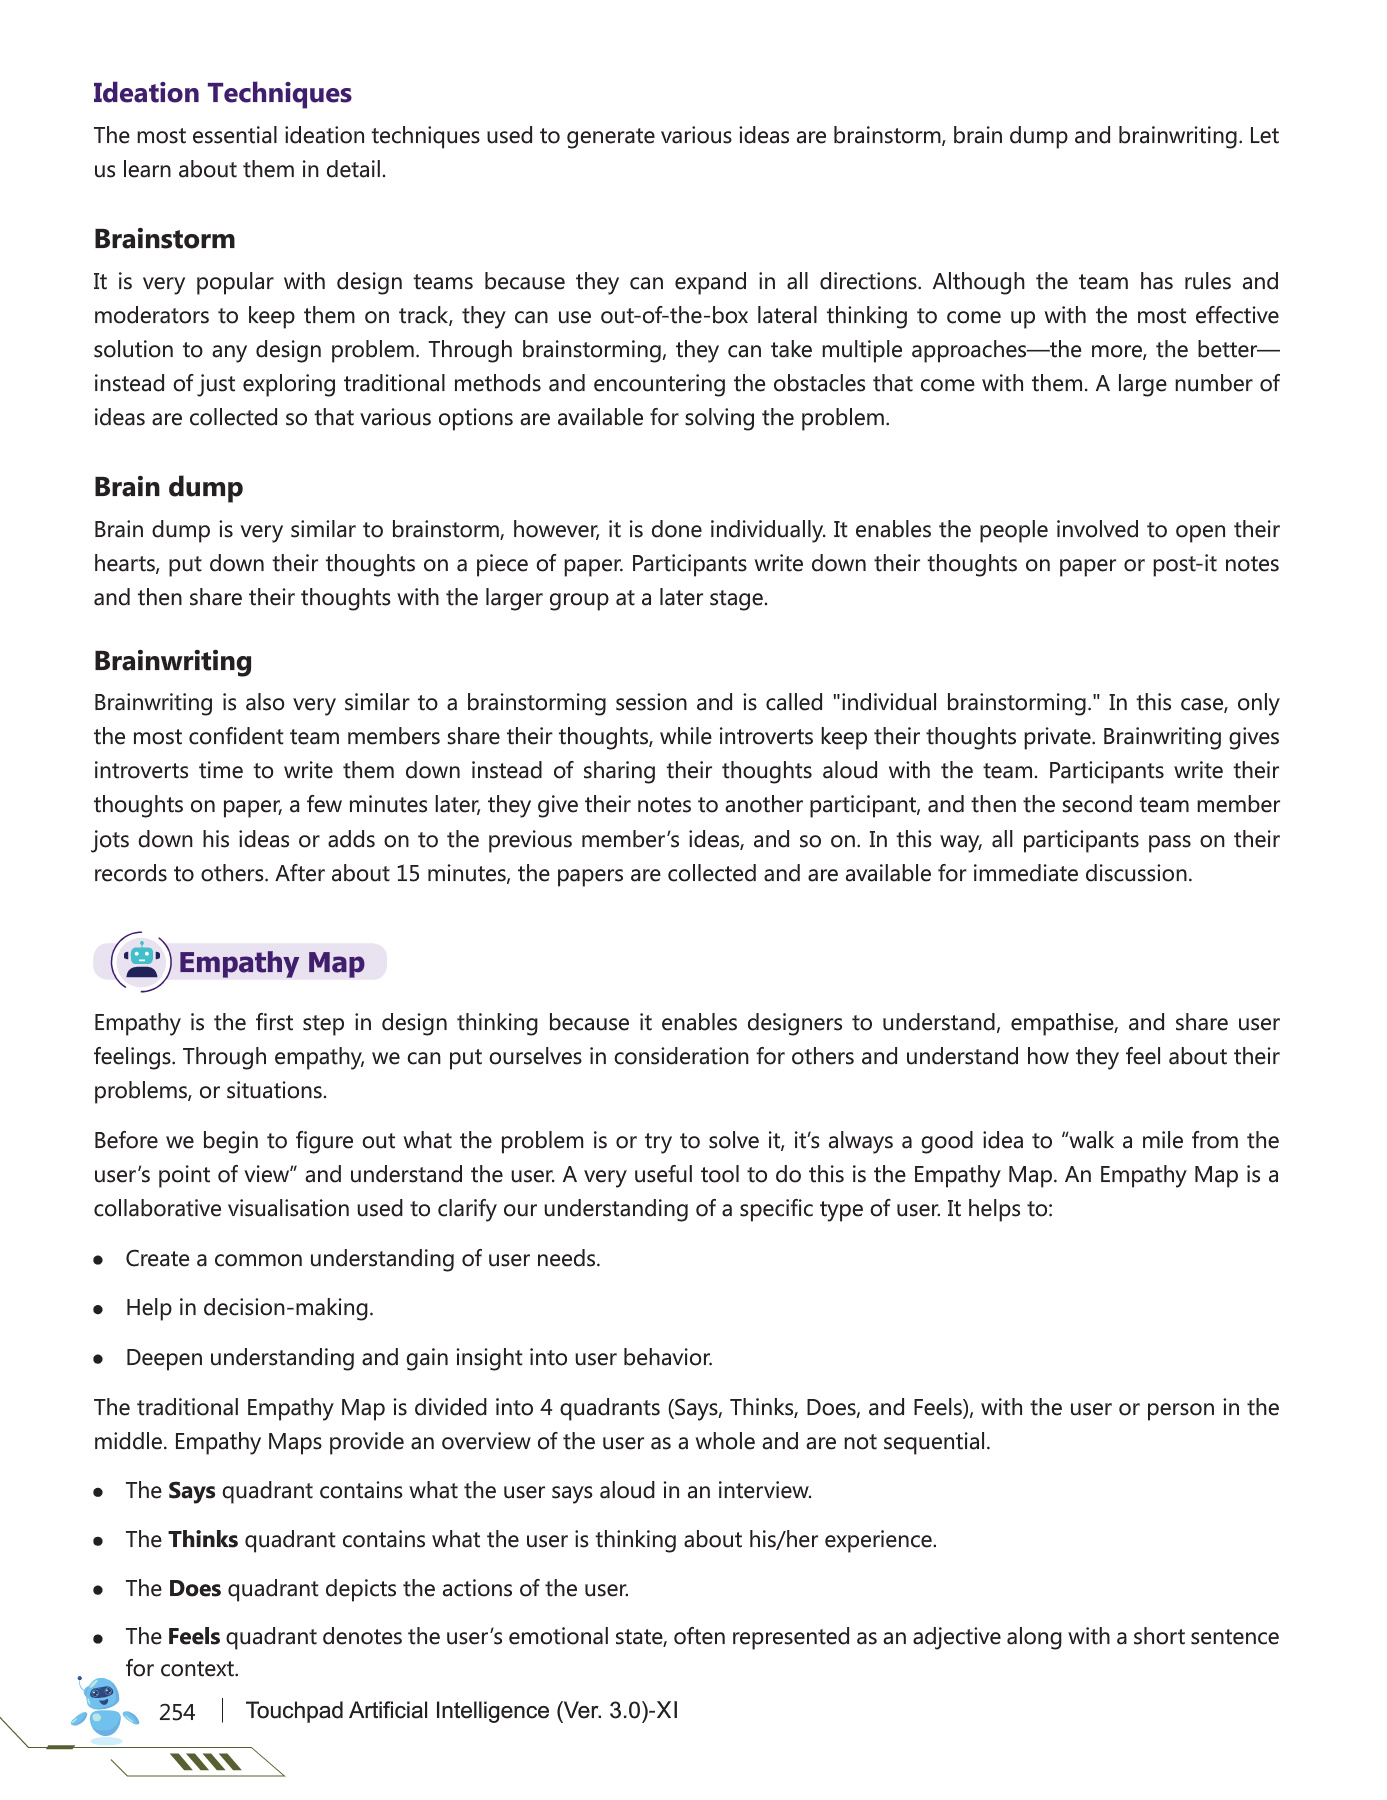 Ideation Techniques
The most essential ideation techniques used to generate various ideas are brainstorm, brain dump and brainwriting. Let
us learn about them in detail.
Brainstorm
It is very popular with design teams because they can expand in all directions. Although the team has rules and
moderators to keep them on track, they can use out-of-the-box lateral thinking to come up with the most effective
solution to any design problem. Through brainstorming, they can take multiple approaches—the more, the better—
instead of just exploring traditional methods and encountering the obstacles that come with them. A large number of
ideas are collected so that various options are available for solving the problem.
Brain dump
Brain dump is very similar to brainstorm, however, it is done individually. It enables the people involved to open their
hearts, put down their thoughts on a piece of paper. Participants write down their thoughts on paper or post-it notes
and then share their thoughts with the larger group at a later stage.
Brainwriting
Brainwriting is also very similar to a brainstorming session and is called "individual brainstorming." In this case, only
the most confident team members share their thoughts, while introverts keep their thoughts private. Brainwriting gives
introverts time to write them down instead of sharing their thoughts aloud with the team. Participants write their
thoughts on paper, a few minutes later, they give their notes to another participant, and then the second team member
jots down his ideas or adds on to the previous member's ideas, and so on. In this way, all participants pass on their
records to others. After about 15 minutes, the papers are collected and are available for immediate discussion.
Empathy Map
Empathy is the first step in design thinking because it enables designers to understand, empathise, and share user
feelings. Through empathy, we can put ourselves in consideration for others and understand how they feel about their
problems, or situations.
Before we begin to figure out what the problem is or try to solve it, it's always a good idea to “walk a mile from the
user's point of view” and understand the user. A very useful tool to do this is the Empathy Map. An Empathy Map is a
collaborative visualisation used to clarify our understanding of a specific type of user. It helps to:
● Create a common understanding of user needs.
● Help in decision-making.
● Deepen understanding and gain insight into user behavior.
The traditional Empathy Map is divided into 4 quadrants (Says, Thinks, Does, and Feels), with the user or person in the
middle. Empathy Maps provide an overview of the user as a whole and are not sequential.
● The Says quadrant contains what the user says aloud in an interview.
● The Thinks quadrant contains what the user is thinking about his/her experience.
● The Does quadrant depicts the actions of the user.
● The Feels quadrant denotes the user's emotional state, often represented as an adjective along with a short sentence
for context.
254 | Touchpad Artificial Intelligence (Ver. 3.0)-XI